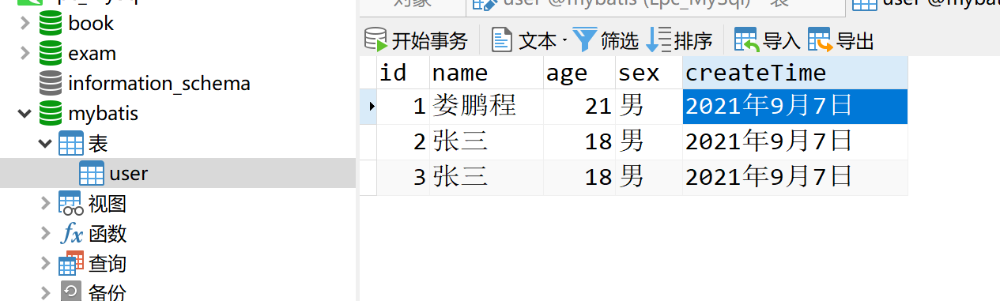 对象
user @mybatis (Lpc_MySql) - 表
book
exam
information_schema
mybatis
表
user
视图
函数
查询
备份
开始事务 文本 筛选 排序 导入 导出
id name age sex createTime
1 娄鹏程 21 男 2021年9月7日
2 张三 18 男 2021年9月7日
3 张三 18 男 2021年9月7日